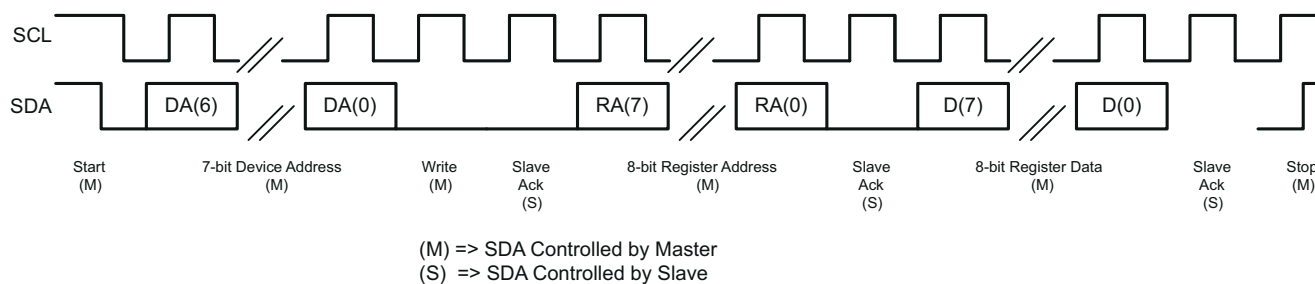 SCL
SDA
DA(6)
DA(0)
RA(7)
RA(0)
D(7)
D(0)
Start
(M)
7-bit Device Address
(M)
Write
(M)
Slave
Ack
(S)
8-bit Register Address
(M)
Slave
Ack
(S)
8-bit Register Data
(M)
Slave
Ack
(S)
Stop
(M)
(M) => SDA Controlled by Master
(S) => SDA Controlled by Slave